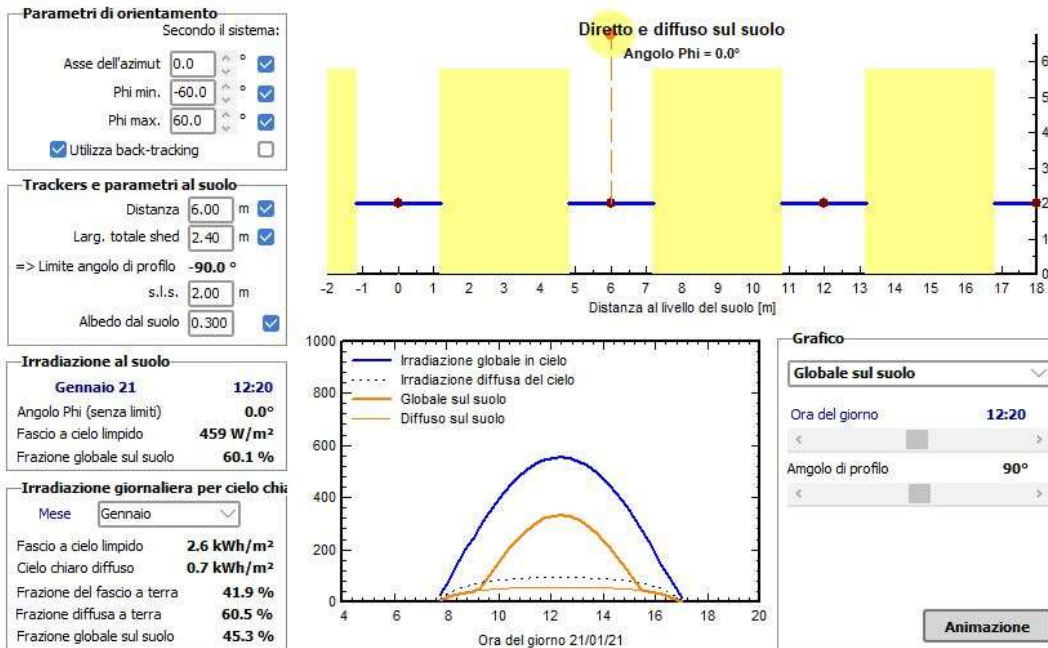 Parametri di orientamento
Secondo il sistema:
Asse dell'azimut 0.0 °
Phi min. -60.0 °
Phi max. 60.0 °
Utilizza back-tracking
Trackers e parametri al suolo
Distanza 6.00 m
Larg. totale shed 2.40 m
=> Limite angolo di profilo -90.0 °
s.l.s. 2.00 m
Albedo dal suolo 0.300
Irradiazione al suolo
Gennaio 21 12:20
Angolo Phi (senza limiti) 0.0°
Fascio a cielo limpido 459 W/m²
Frazione globale sul suolo 60.1 %
Irradiazione giornaliera per cielo chia
Mese Gennaio
Fascio a cielo limpido 2.6 kWh/m²
Cielo chiaro diffuso 0.7 kWh/m²
Frazione del fascio a terra 41.9 %
Frazione diffusa a terra 60.5 %
Frazione globale sul suolo 45.3 %
Diretto e diffuso sul suolo
Angolo Phi = 0.0°
6
5
4
3
2
1
0
-2 -1 0 1 2 3 4 5 6 7 8 9 10 11 12 13 14 15 16 17 18
Distanza al livello del suolo [m]
1000
800
600
400
200
0
Irradiazione globale in cielo
Irradiazione diffusa del cielo
Globale sul suolo
Diffuso sul suolo
4 6 8 10 12 14 16 18 20
Ora del giorno 21/01/21
Grafico
Globale sul suolo
Ora del giorno 12:20
Amgolo di profilo 90°
Animazione